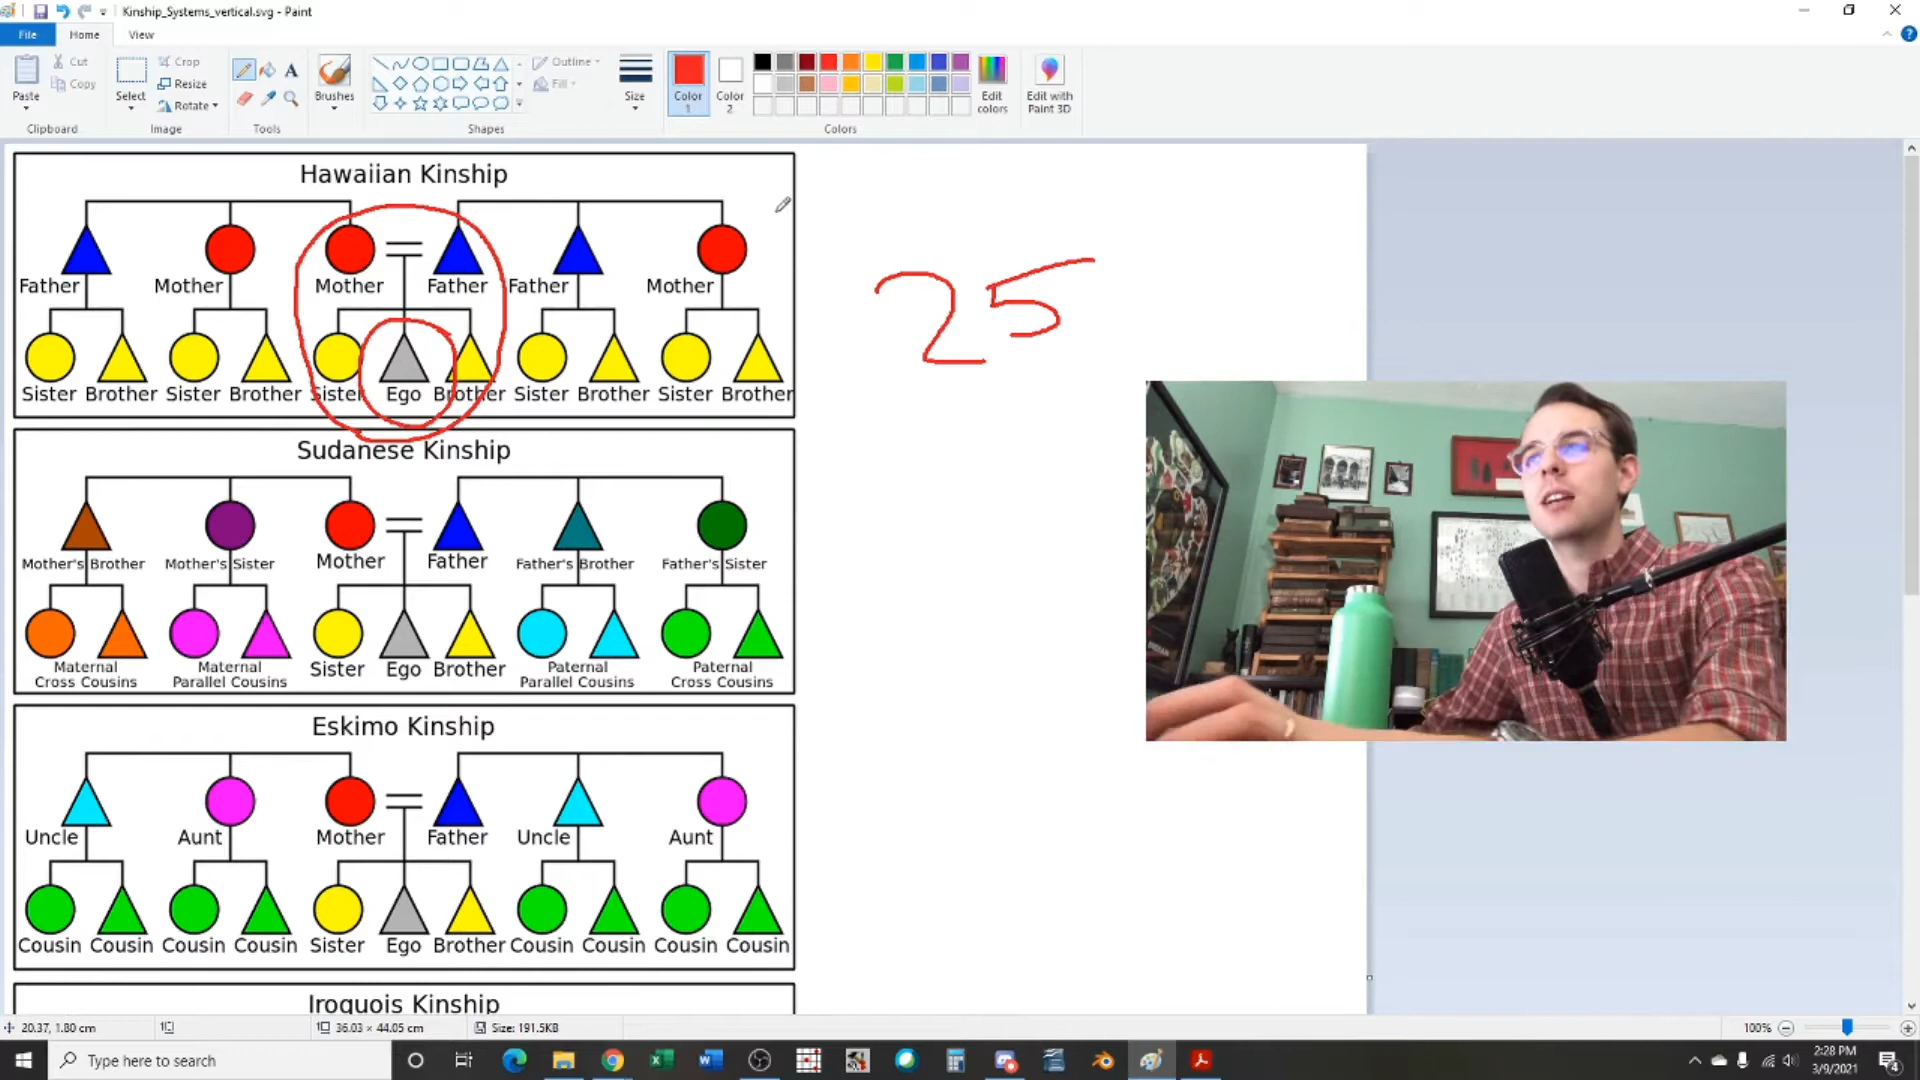 Kinship_Systems_vertical.svg - Paint
File Home View
Cut
Copy
Paste
Clipboard
Select
Crop
Resize
Rotate
Image
Tools
Brushes
Shapes
Outline
Fill
Size
Color 1
Color 2
Colors
Edit colors
Edit with Paint 3D
Hawaiian Kinship
Father Mother Mother Father Father Mother
Sister Brother Sister Brother Sister Ego Brother Sister Brother Sister Brother
25
Sudanese Kinship
Mother's Brother Mother's Sister Mother Father Father's Brother Father's Sister
Maternal Cross Cousins Maternal Parallel Cousins Sister Ego Brother Paternal Parallel Cousins Paternal Cross Cousins
Eskimo Kinship
Uncle Aunt Mother Father Uncle Aunt
Cousin Cousin Cousin Cousin Sister Ego Brother Cousin Cousin Cousin Cousin
Iroquois Kinship
20.37, 1.80 cm 36.03 × 44.05 cm Size: 191.5KB 100%
Type here to search
2:28 PM
3/9/2021
4